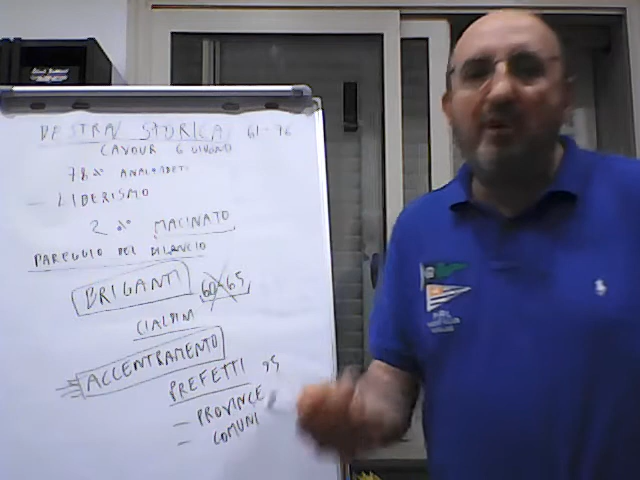 DESTRA STORICA 61-76
CAVOUR 6 GIUGNO
78% ANALFABETI
- LIBERISMO
2% MACINATO
PAREGGIO DEL BILANCIO
BRIGANTI 60-65
CIALDINI
ACCENTRAMENTO
PREFETTI
- PROVINCE
- COMUNI